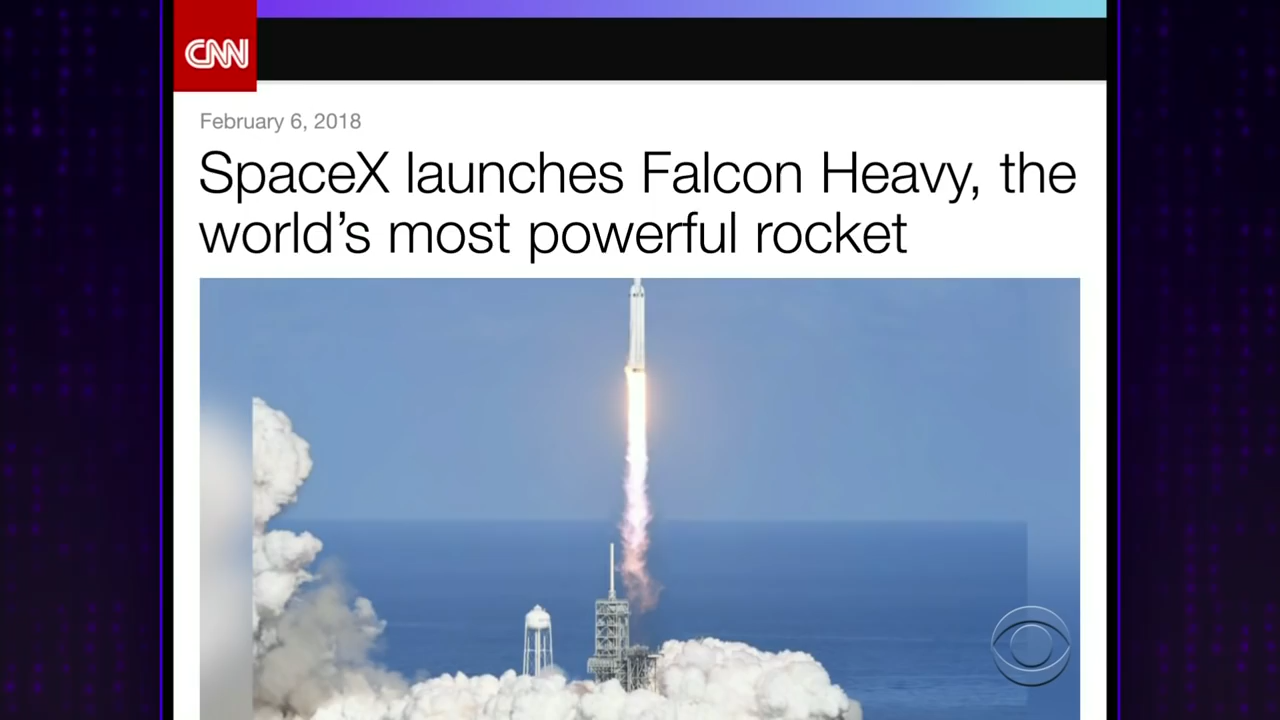 CNN
February 6, 2018
SpaceX launches Falcon Heavy, the
world’s most powerful rocket